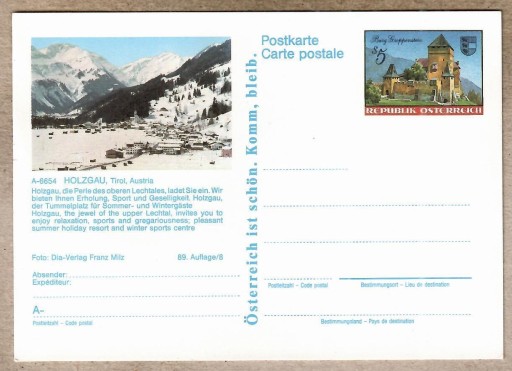 Postkarte
Carte postale
Burg Groppenstein
S 5
REPUBLIK ÖSTERREICH
Österreich ist schön. Komm, bleib.
A-6654 HOLZGAU, Tirol, Austria
Holzgau, die Perle des oberen Lechtales, ladet Sie ein. Wir
bieten Ihnen Erholung, Sport und Geselligkeit. Holzgau,
der Tummelplatz für Sommer- und Wintergäste
Holzgau, the jewel of the upper Lechtal, invites you to
enjoy relaxation, sports and gregariousness; pleasant
summer holiday resort and winter sports centre
Foto: Dia-Verlag Franz Milz 89. Auflage/8
Absender:
Expéditeur:
A-
Postleitzahl – Code postal
Postleitzahl – Code postal Bestimmungsort – Lieu de destination
Bestimmungsland – Pays de destination